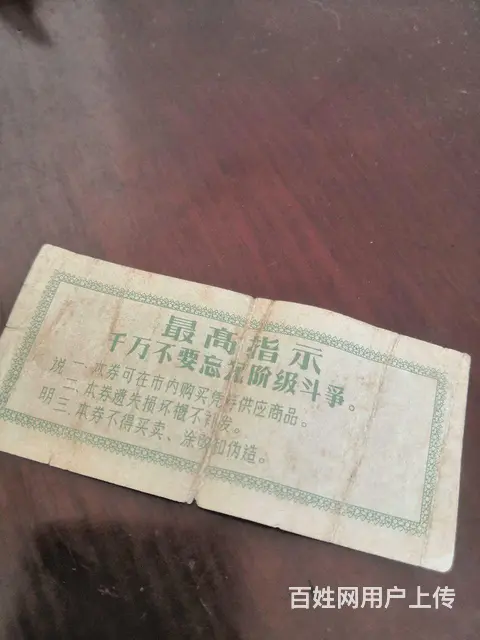 最高指示
千万不要忘记阶级斗爭。
说 一、本券可在市内购买凭券供应商品。
二、本券遗失损坏概不补发。
明 三、本券不得买卖、涂改和伪造。
百姓网用户上传